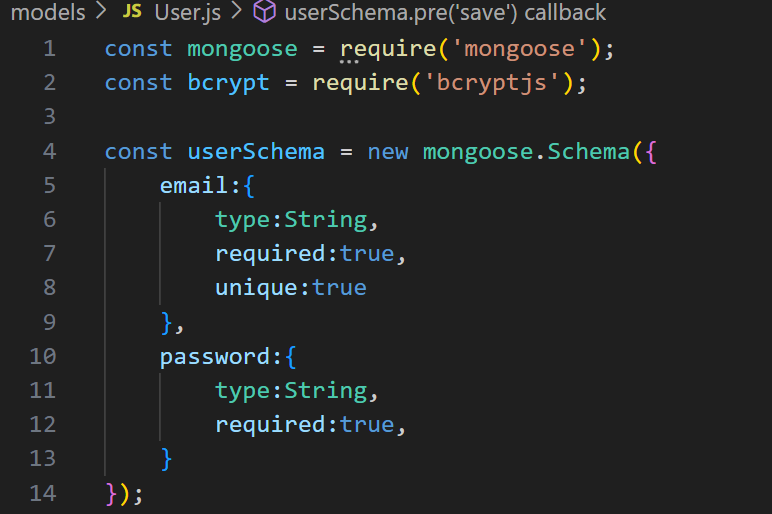 models > JS User.js > userSchema.pre('save') callback
1 const mongoose = require('mongoose');
2 const bcrypt = require('bcryptjs');
3
4 const userSchema = new mongoose.Schema({
5     email:{
6         type:String,
7         required:true,
8         unique:true
9     },
10     password:{
11         type:String,
12         required:true,
13     }
14 });